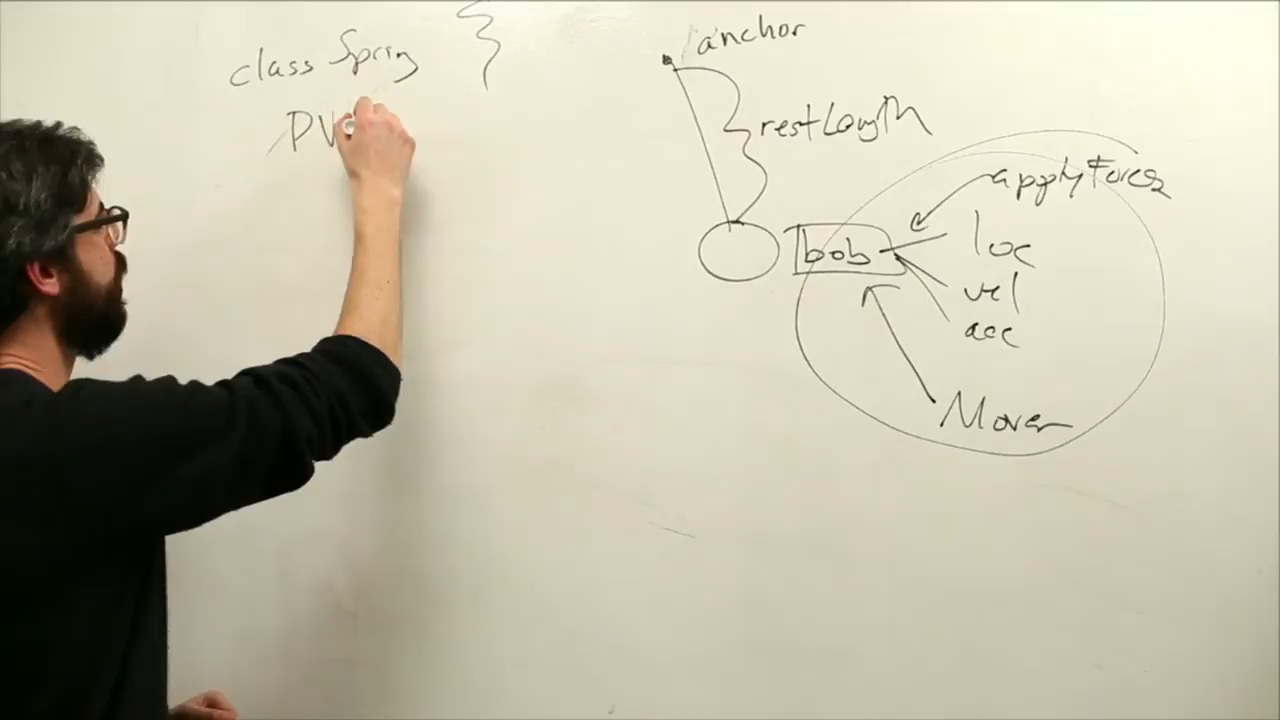 class Spring {
PV
anchor
restLength
applyForce
bob
loc
vel
acc
Mover